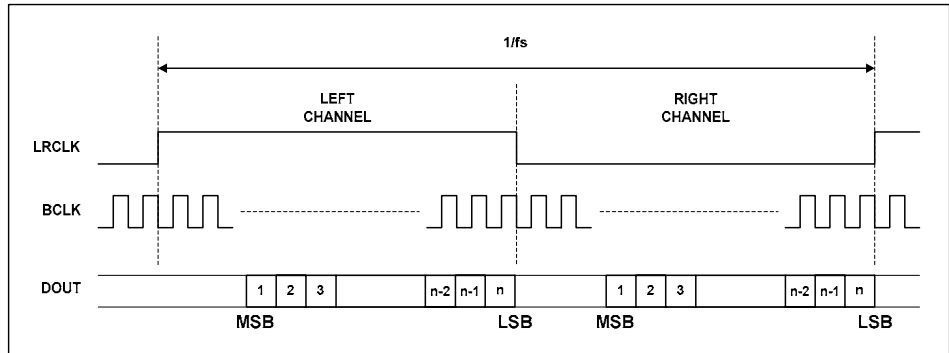 1/fs
LEFT
CHANNEL
RIGHT
CHANNEL
LRCLK
BCLK
DOUT
1 2 3 n-2 n-1 n 1 2 3 n-2 n-1 n
MSB LSB MSB LSB